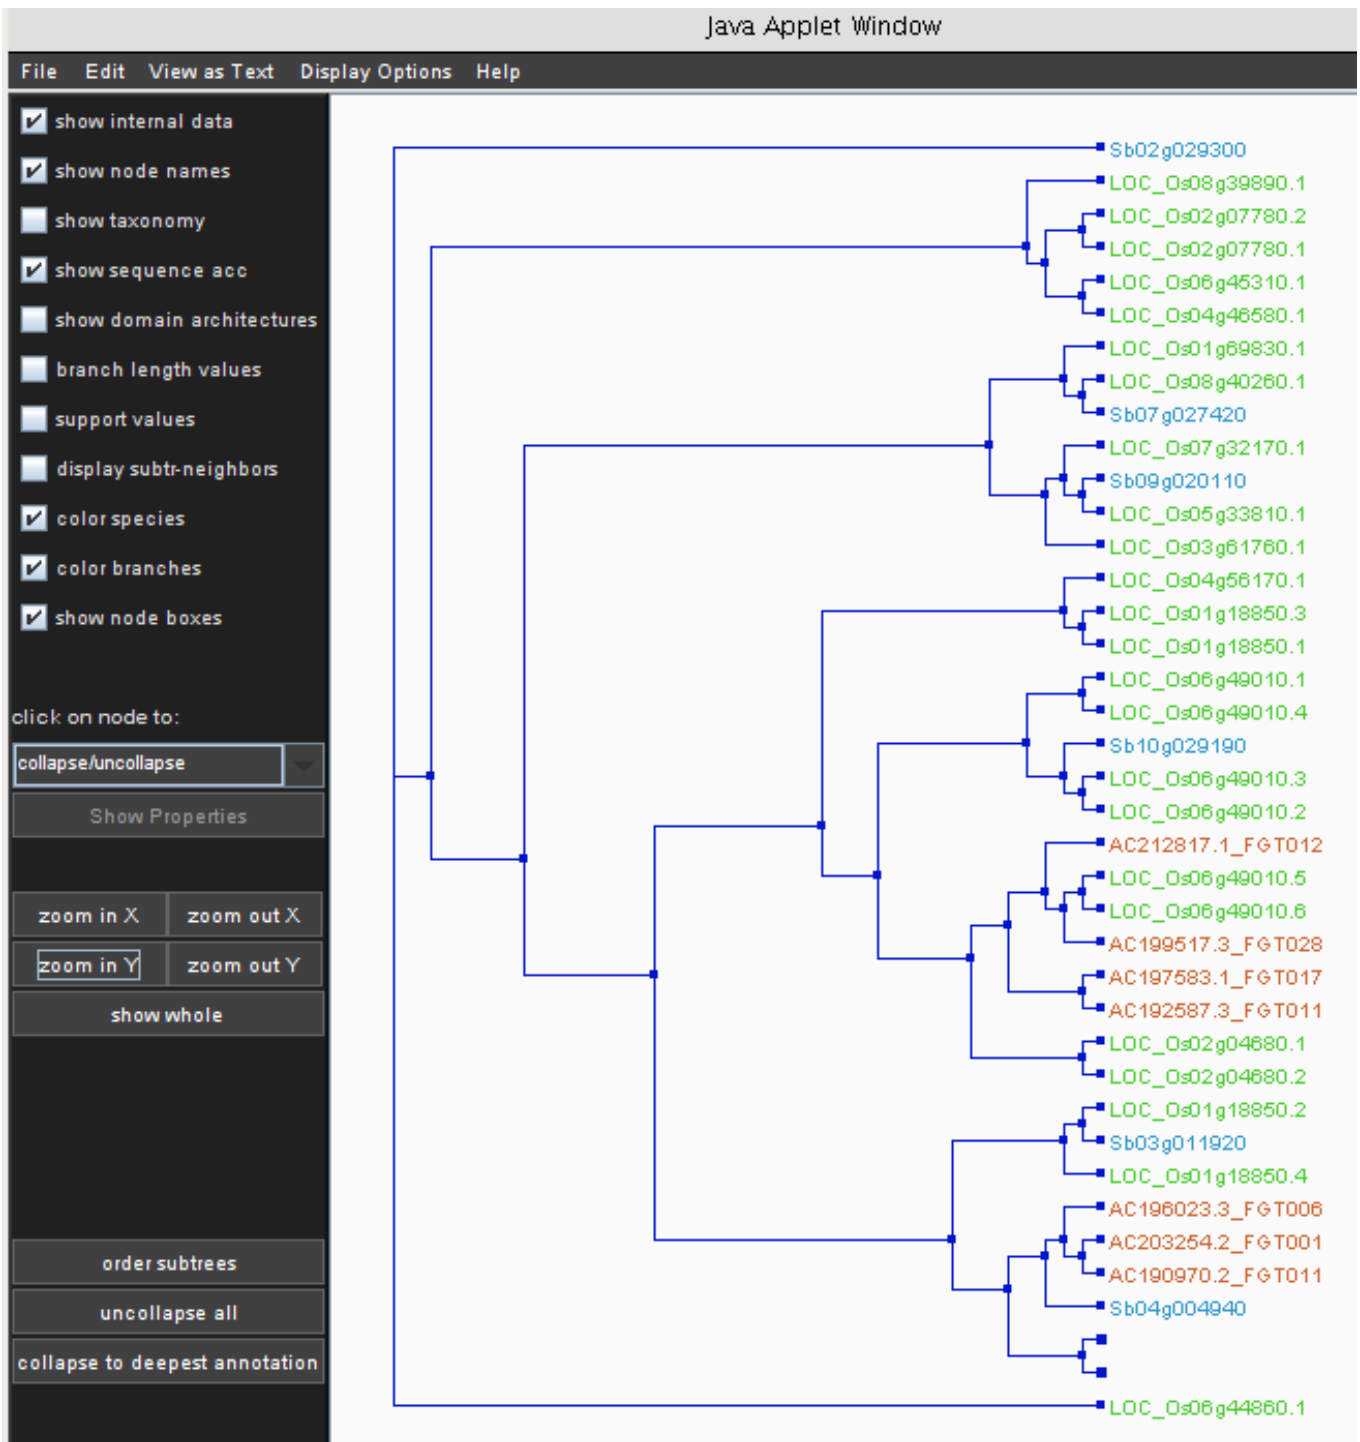 Java Applet Window
File Edit View as Text Display Options Help
show internal data
show node names
show taxonomy
show sequence acc
show domain architectures
branch length values
support values
display subtr-neighbors
color species
color branches
show node boxes
click on node to:
collapse/uncollapse
Show Properties
zoom in X zoom out X
zoom in Y zoom out Y
show whole
order subtrees
uncollapse all
collapse to deepest annotation
Sb02g029300
LOC_Os08g39890.1
LOC_Os02g07780.2
LOC_Os02g07780.1
LOC_Os06g45310.1
LOC_Os04g46580.1
LOC_Os01g69830.1
LOC_Os08g40260.1
Sb07g027420
LOC_Os07g32170.1
Sb09g020110
LOC_Os05g33810.1
LOC_Os03g61760.1
LOC_Os04g56170.1
LOC_Os01g18850.3
LOC_Os01g18850.1
LOC_Os06g49010.1
LOC_Os06g49010.4
Sb10g029190
LOC_Os06g49010.3
LOC_Os06g49010.2
AC212817.1_FGT012
LOC_Os06g49010.5
LOC_Os06g49010.6
AC199517.3_FGT028
AC197583.1_FGT017
AC192587.3_FGT011
LOC_Os02g04680.1
LOC_Os02g04680.2
LOC_Os01g18850.2
Sb03g011920
LOC_Os01g18850.4
AC196023.3_FGT006
AC203254.2_FGT001
AC190970.2_FGT011
Sb04g004940
LOC_Os06g44860.1